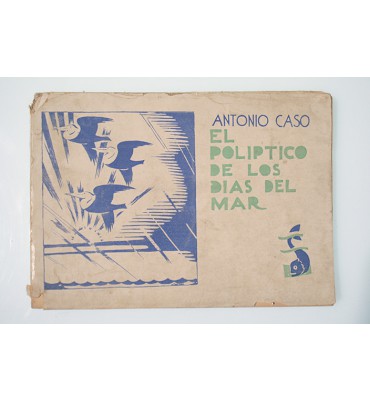 ANTONIO CASO
EL
POLIPTICO
DE LOS
DIAS DEL
MAR